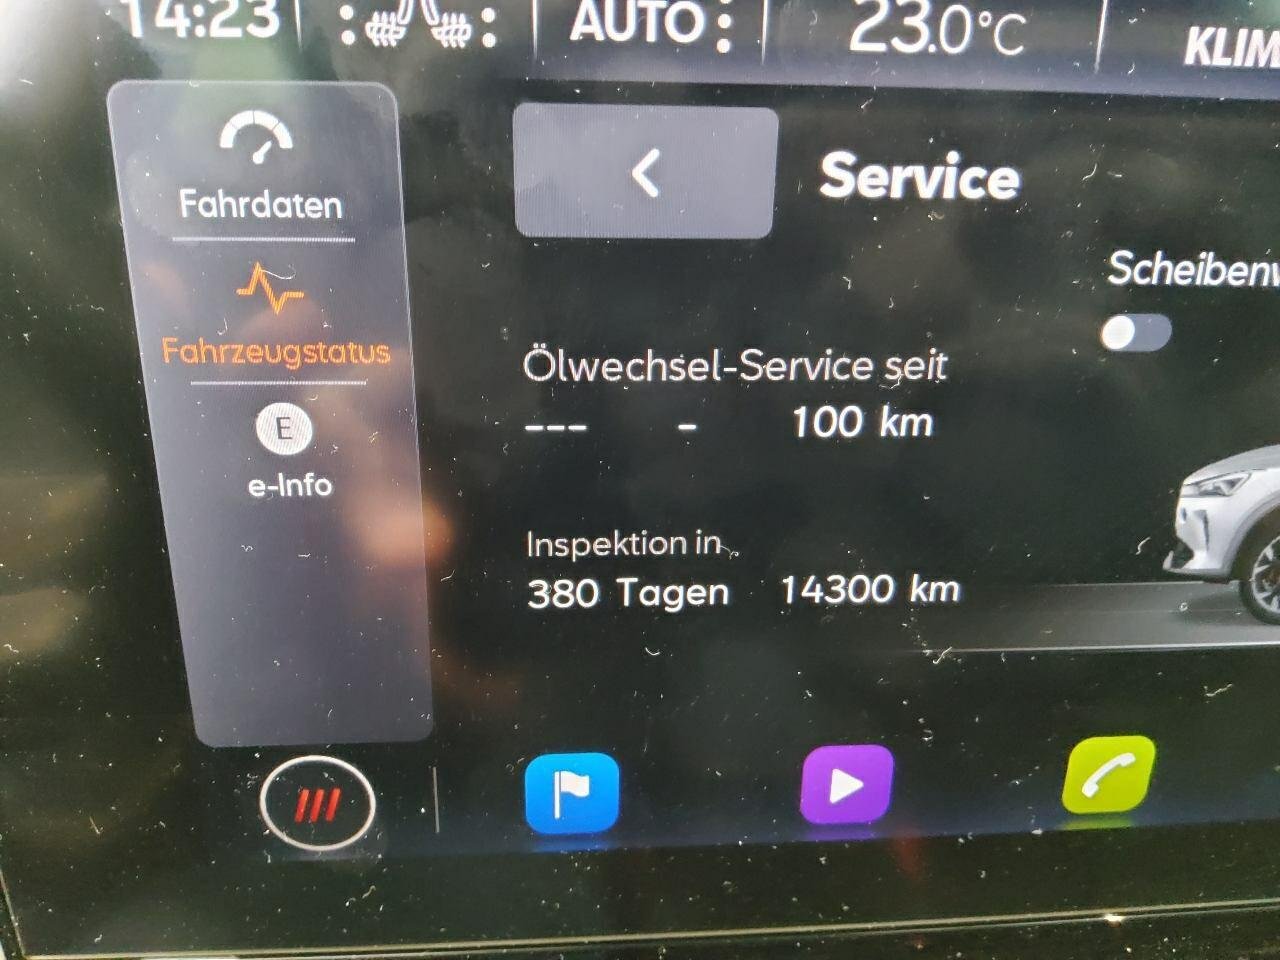 14:23
AUTO
23.0°C
Fahrdaten
Fahrzeugstatus
E
e-Info
Service
Ölwechsel-Service seit
--- - 100 km
Inspektion in
380 Tagen 14300 km